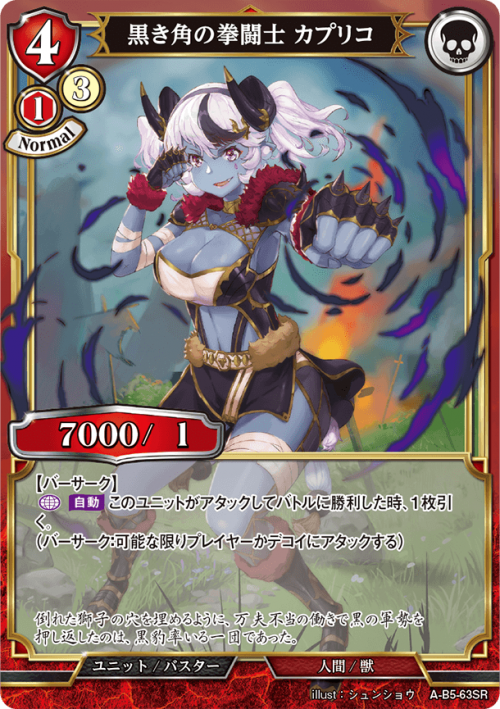 4
黒き角の拳闘士 カプリコ
1
3
Normal
7000/ 1
【バーサーク】
自動 このユニットがアタックしてバトルに勝利した時、1枚引
く。
(バーサーク:可能な限りプレイヤーかデコイにアタックする)
倒れた獅子の穴を埋めるように、万夫不当の働きで黒の軍勢を
押し返したのは、黒豹率いる一団であった。
ユニット / バスター
人間 / 獣
illust:シュンショウ A-B5-63SR